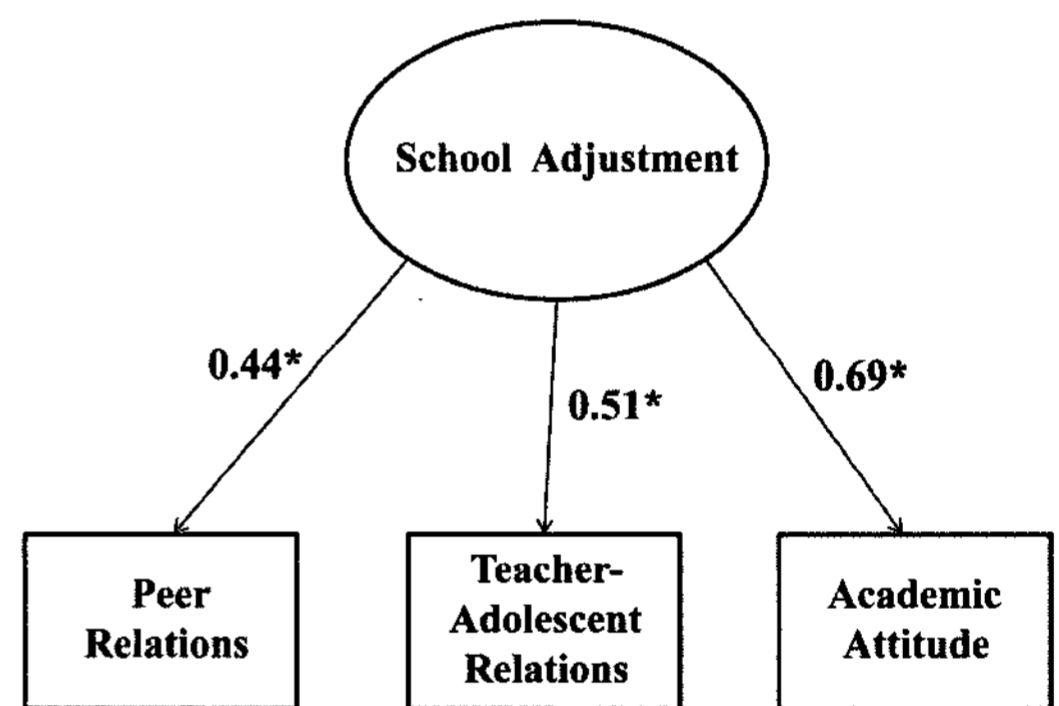 School Adjustment
0.44*
0.51*
0.69*
Peer
Relations
Teacher-
Adolescent
Relations
Academic
Attitude